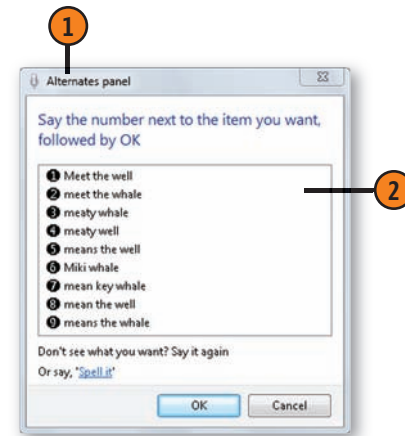 1
Alternates panel
Say the number next to the item you want,
followed by OK
1 Meet the well
2 meet the whale
3 meaty whale
4 meaty well
5 means the well
6 Miki whale
7 mean key whale
8 mean the well
9 means the whale
2
Don't see what you want? Say it again
Or say, 'Spell it'
OK Cancel